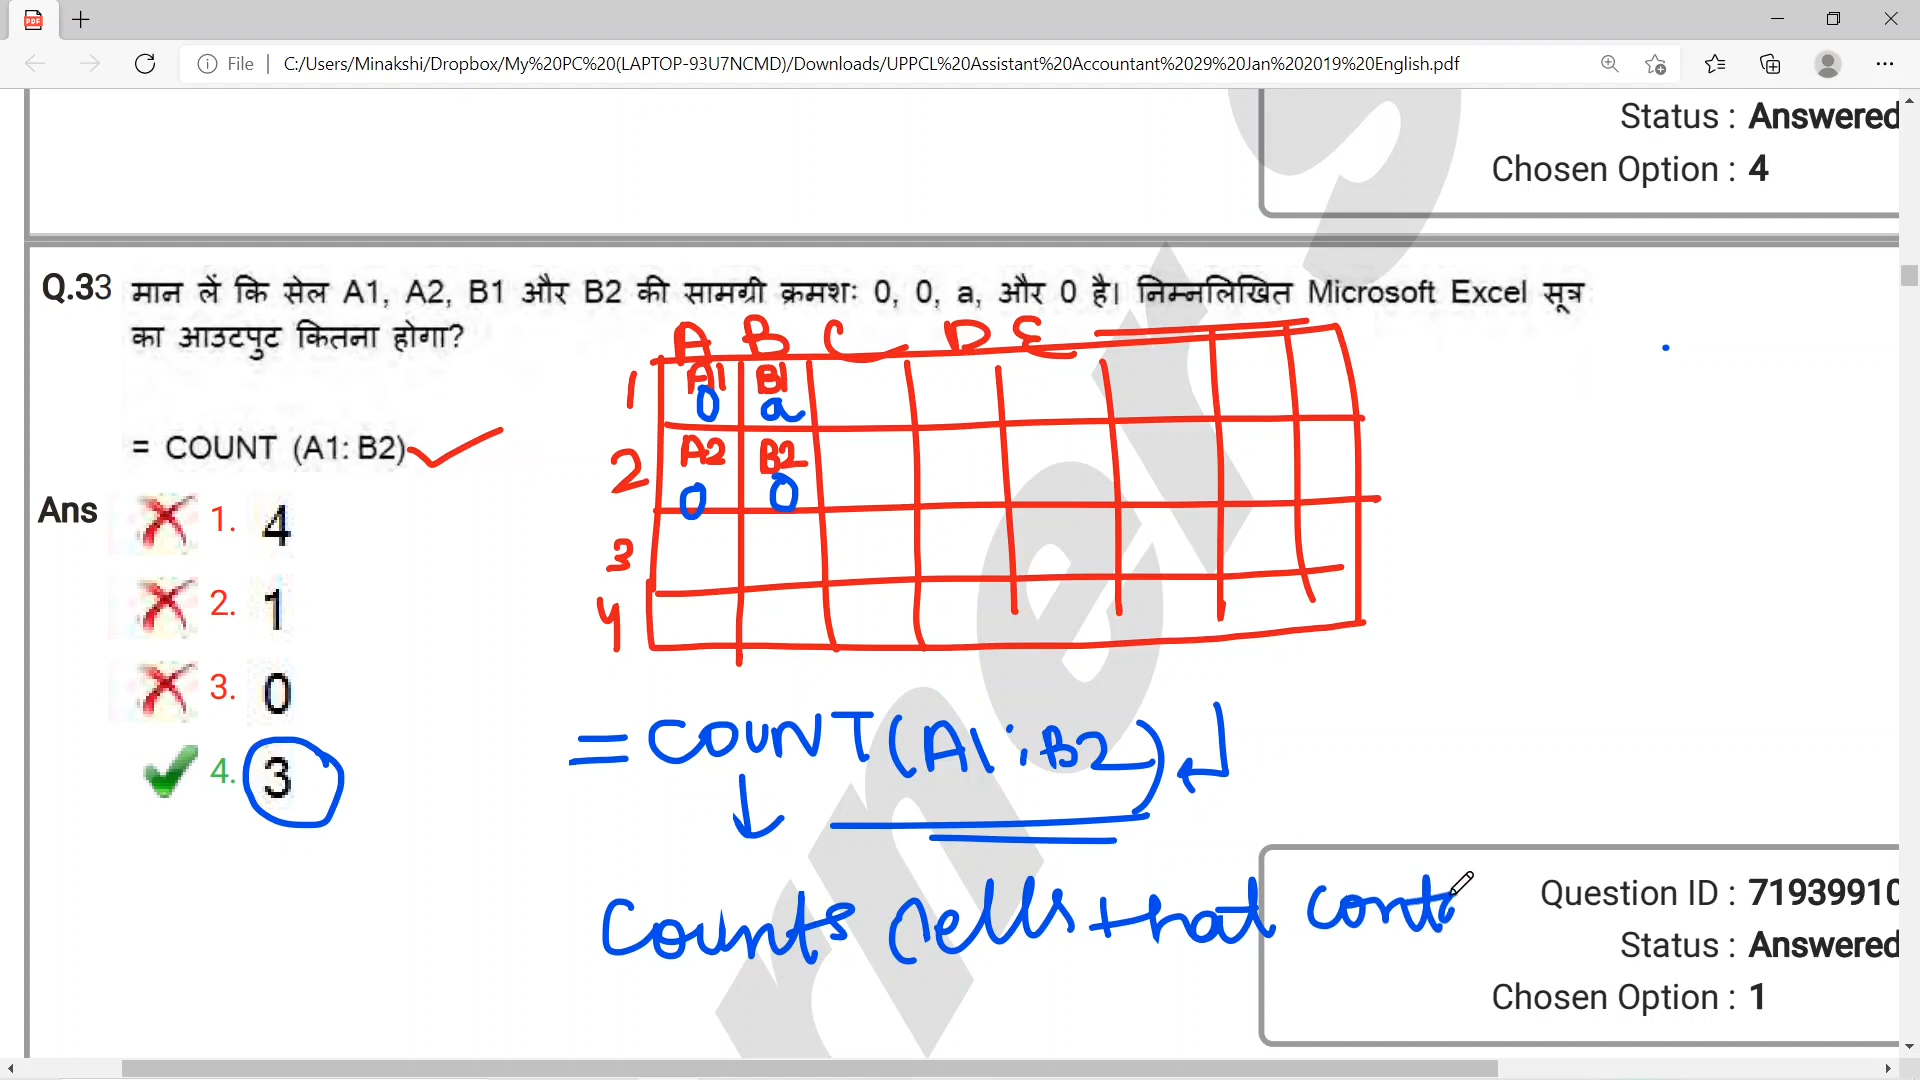 File | C:/Users/Minakshi/Dropbox/My%20PC%20(LAPTOP-93U7NCMD)/Downloads/UPPCL%20Assistant%20Accountant%2029%20Jan%202019%20English.pdf
Status : Answered
Chosen Option : 4
Q.33 मान लें कि सेल A1, A2, B1 और B2 की सामग्री क्रमशः 0, 0, a, और 0 है। निम्नलिखित Microsoft Excel सूत्र
का आउटपुट कितना होगा?
A B C D E
1 A1 B1
0 a
= COUNT (A1: B2)
2 A2 B2
0 0
3
4
Ans 1. 4
2. 1
3. 0
4. 3
= COUNT(A1:B2)
Counts cells that conta
Question ID : 71939910
Status : Answered
Chosen Option : 1